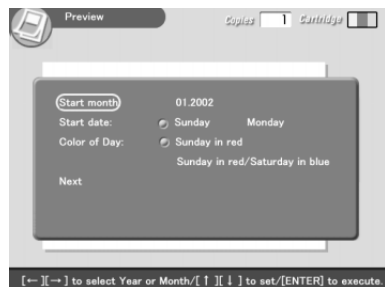 Preview Copies 1 Cartridge
Start month 01.2002
Start date: Sunday Monday
Color of Day: Sunday in red
Sunday in red/Saturday in blue
Next
[←][→] to select Year or Month/[↑][↓] to set/[ENTER] to execute.